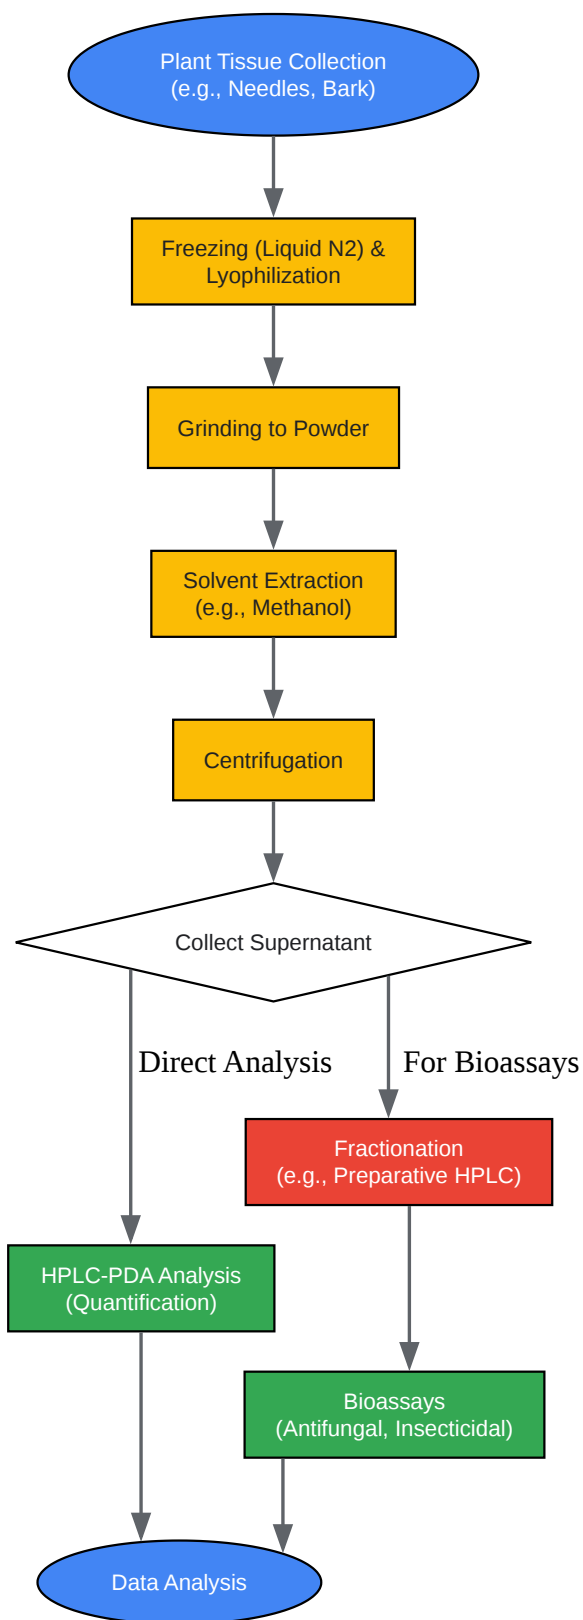 Plant Tissue Collection
(e.g., Needles, Bark)
Freezing (Liquid N2) &
Lyophilization
Grinding to Powder
Solvent Extraction
(e.g., Methanol)
Centrifugation
Collect Supernatant
Direct Analysis
For Bioassays
Fractionation
(e.g., Preparative HPLC)
HPLC-PDA Analysis
(Quantification)
Bioassays
(Antifungal, Insecticidal)
Data Analysis